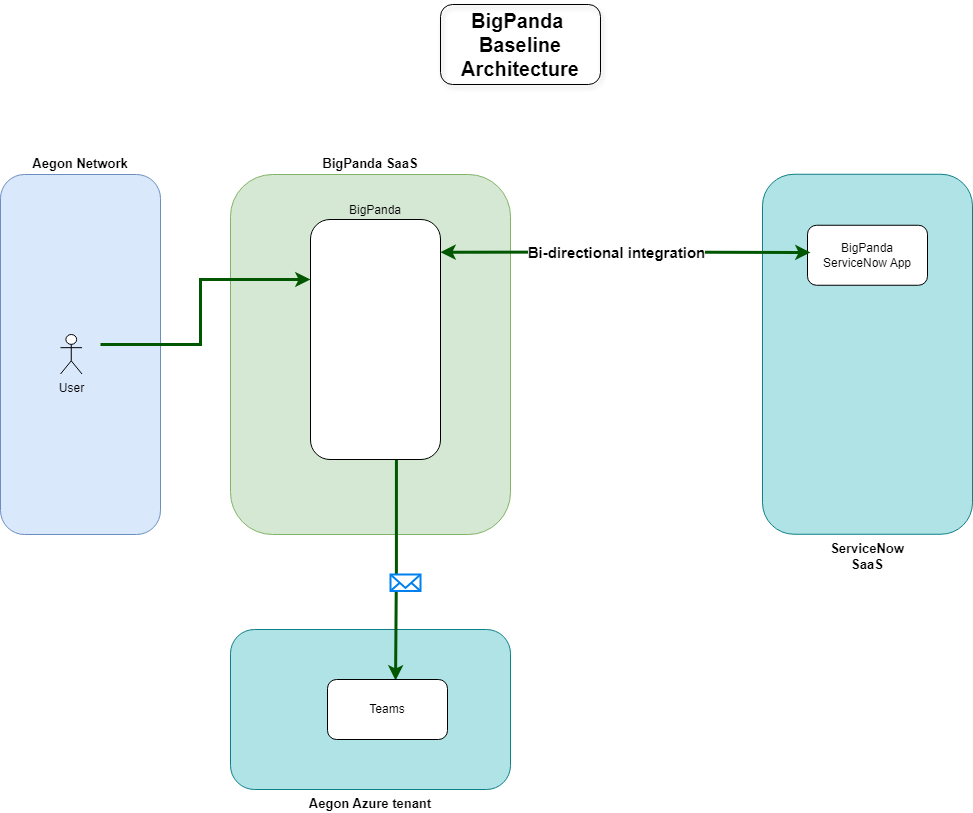 BigPanda
Baseline
Architecture
Aegon Network
BigPanda SaaS
BigPanda
Bi-directional integration
BigPanda
ServiceNow App
User
ServiceNow
SaaS
Teams
Aegon Azure tenant